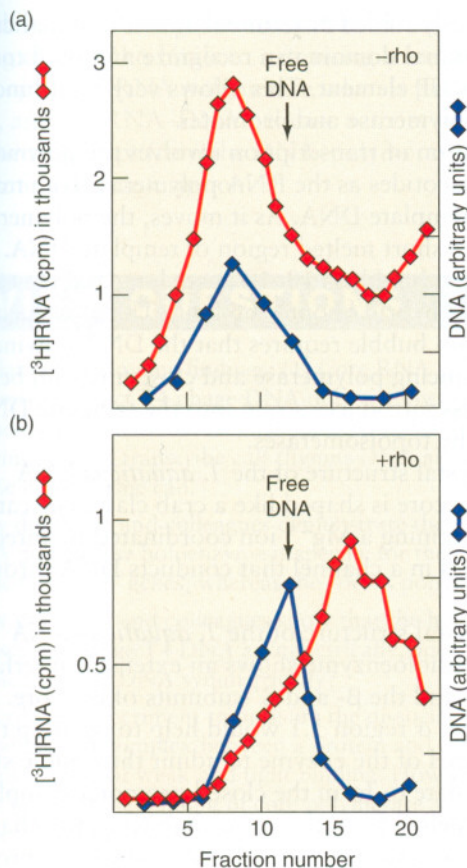 (a)
[³H]RNA (cpm) in thousands
3
2
1
Free
DNA
-rho
DNA (arbitrary units)
(b)
[³H]RNA (cpm) in thousands
1
0.5
Free
DNA
+rho
DNA (arbitrary units)
5 10 15 20
Fraction number